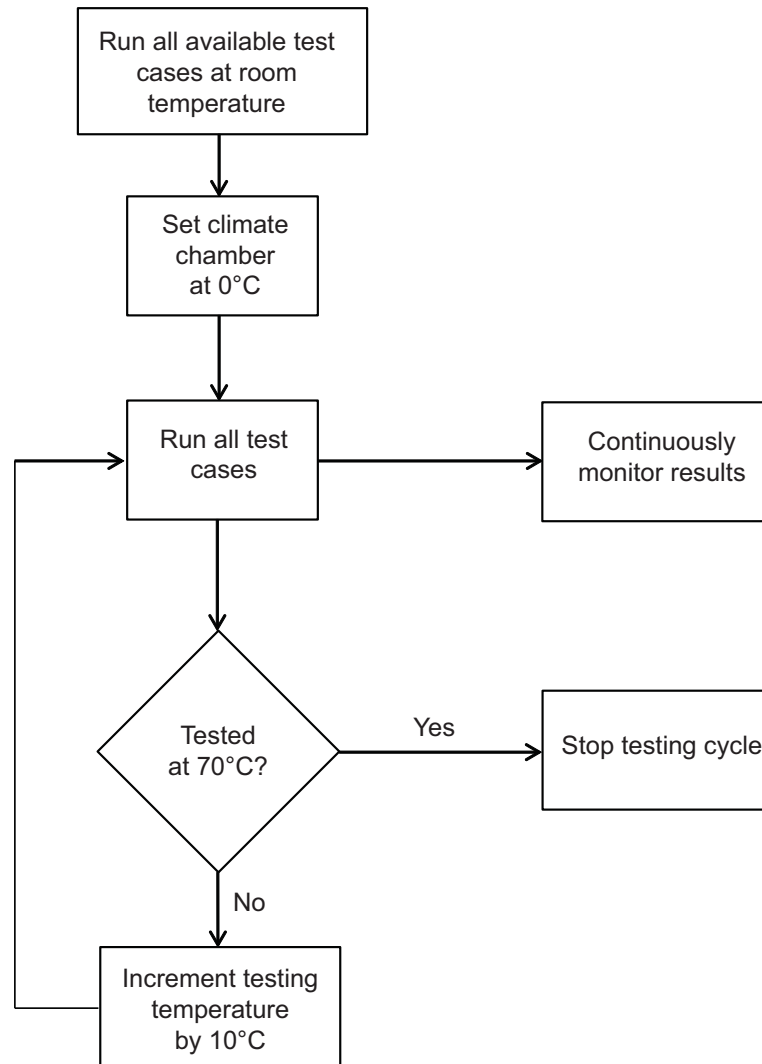 Run all available test
cases at room
temperature
Set climate
chamber
at 0°C
Run all test
cases
Continuously
monitor results
Tested
at 70°C?
Yes
Stop testing cycle
No
Increment testing
temperature
by 10°C